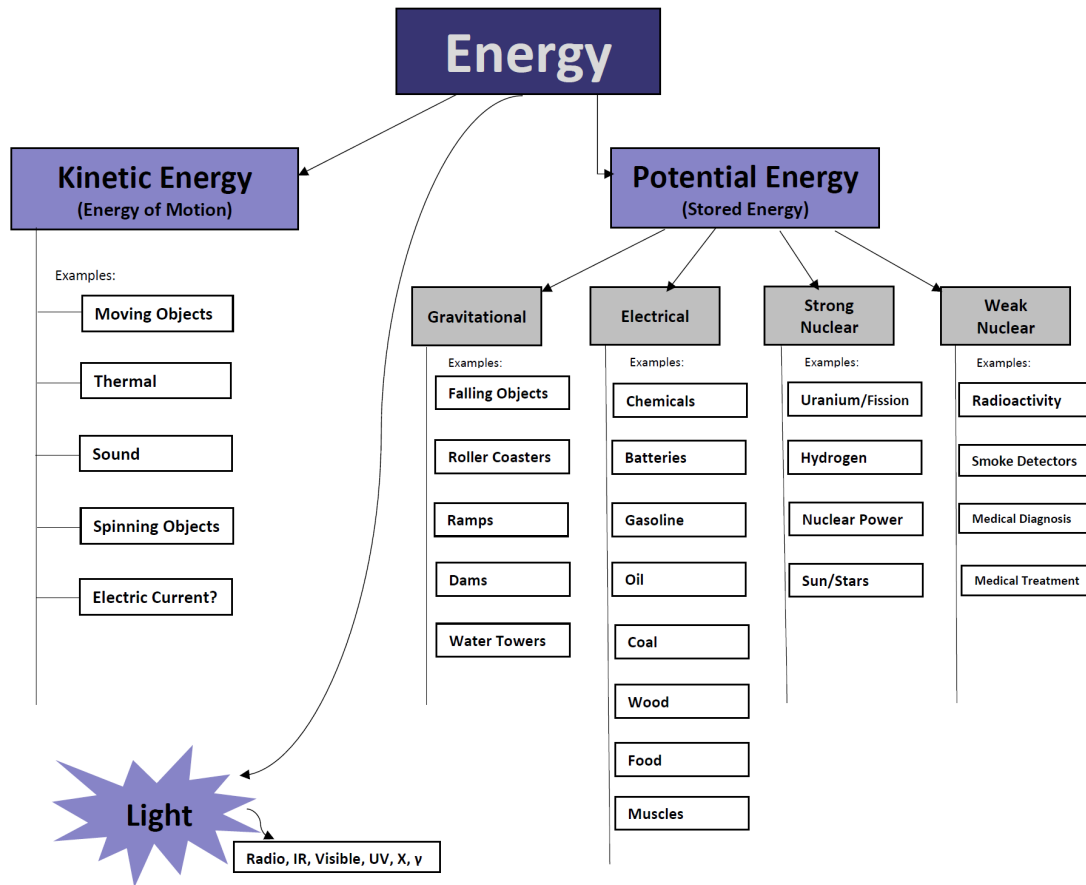 Energy
Kinetic Energy
(Energy of Motion)
Examples:
Moving Objects
Thermal
Sound
Spinning Objects
Electric Current?
Potential Energy
(Stored Energy)
Gravitational
Examples:
Falling Objects
Roller Coasters
Ramps
Dams
Water Towers
Electrical
Examples:
Chemicals
Batteries
Gasoline
Oil
Coal
Wood
Food
Muscles
Strong
Nuclear
Examples:
Uranium/Fission
Hydrogen
Nuclear Power
Sun/Stars
Weak
Nuclear
Examples:
Radioactivity
Smoke Detectors
Medical Diagnosis
Medical Treatment
Light
Radio, IR, Visible, UV, X, γ